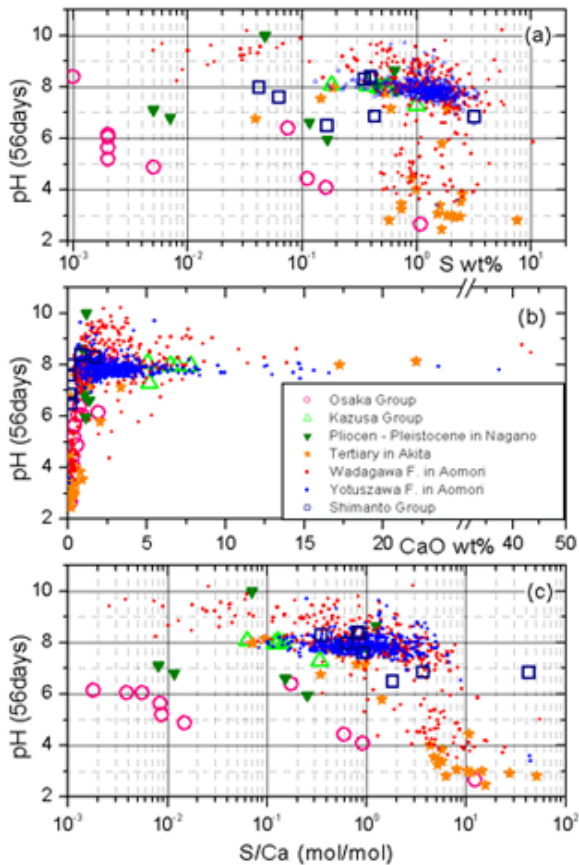 10
(a)
8
6
4
2
pH (56days)
10⁻³ 10⁻² 10⁻¹ 10⁰ 10¹
S wt%
10
(b)
8
6
4
2
pH (56days)
Osaka Group
Kazusa Group
Pliocen - Pleistocene in Nagano
Tertiary in Akita
Wadagawa F. in Aomori
Yotuszawa F. in Aomori
Shimanto Group
0 5 10 15 20 CaO wt% 40 50
10
(c)
8
6
4
2
pH (56days)
10⁻³ 10⁻² 10⁻¹ 10⁰ 10¹ 10²
S/Ca (mol/mol)